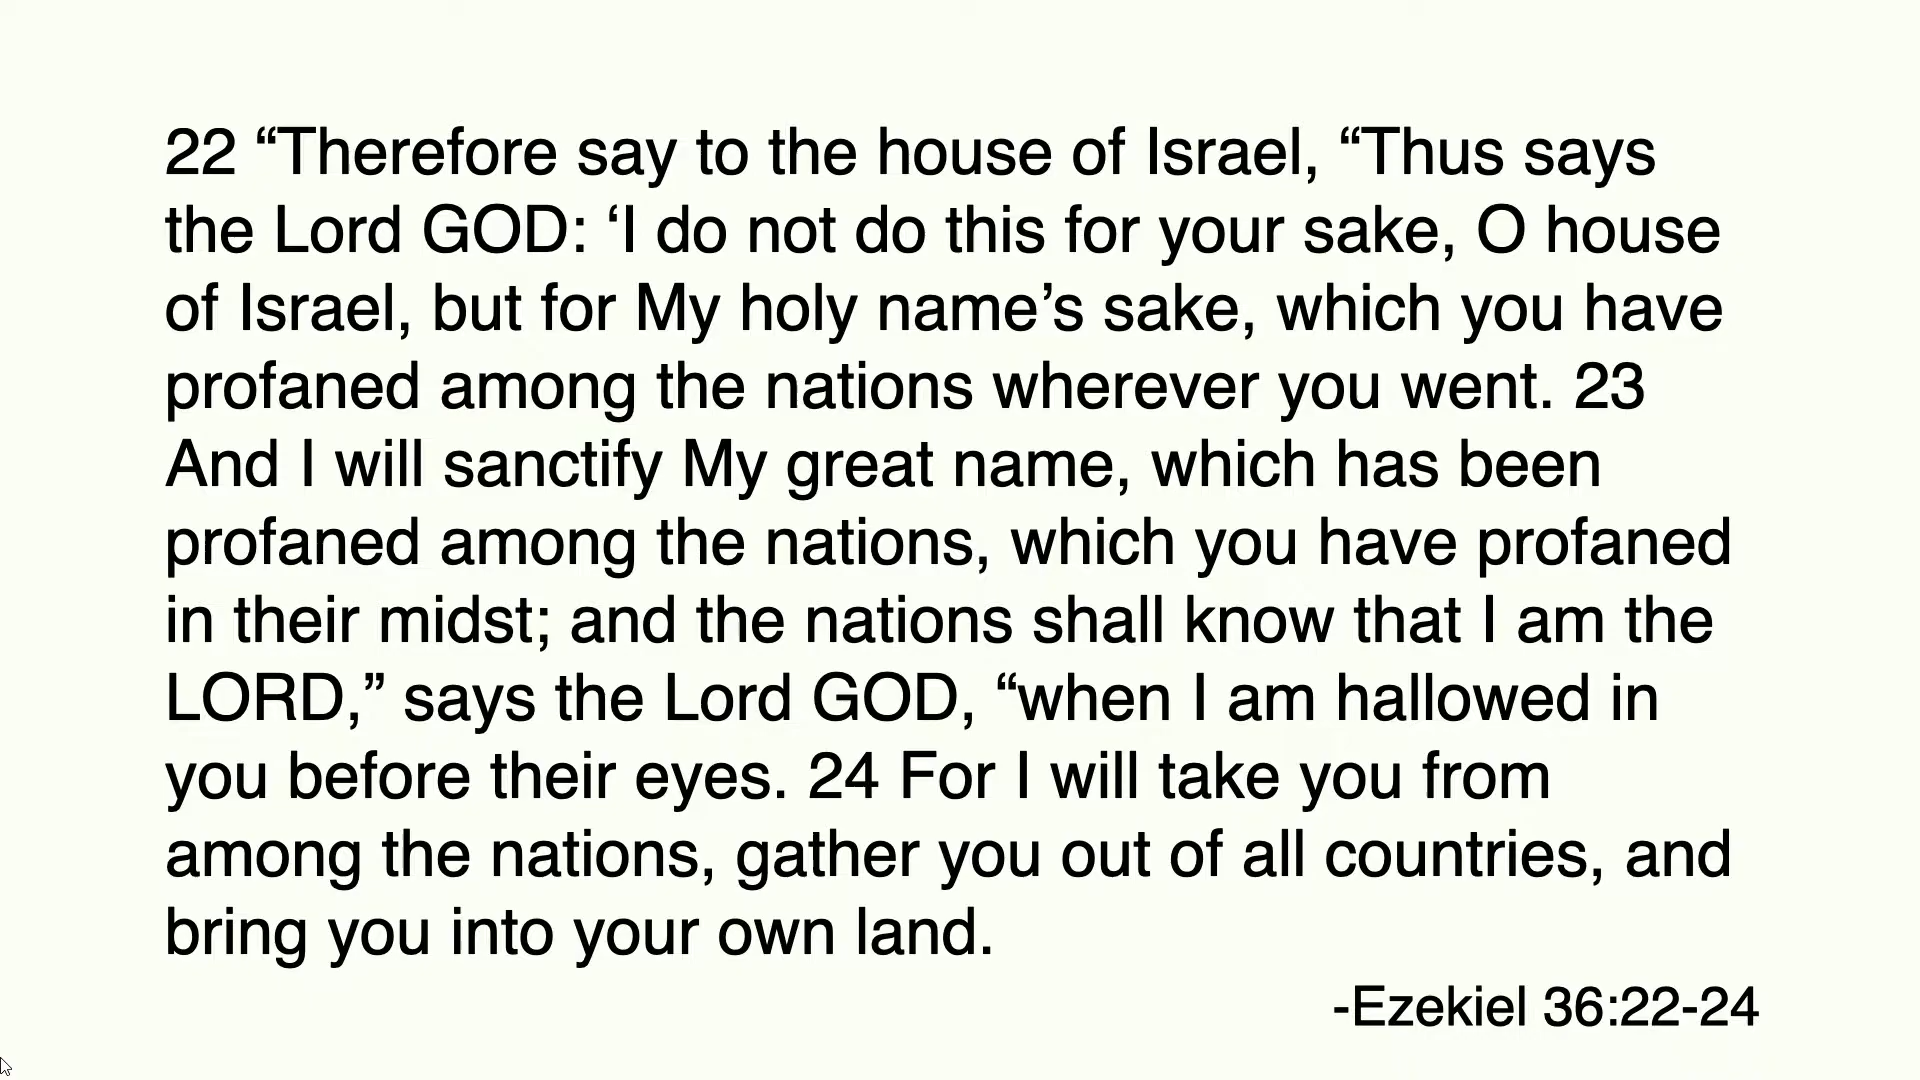 22 “Therefore say to the house of Israel, “Thus says
the Lord GOD: ‘I do not do this for your sake, O house
of Israel, but for My holy name’s sake, which you have
profaned among the nations wherever you went. 23
And I will sanctify My great name, which has been
profaned among the nations, which you have profaned
in their midst; and the nations shall know that I am the
LORD,” says the Lord GOD, “when I am hallowed in
you before their eyes. 24 For I will take you from
among the nations, gather you out of all countries, and
bring you into your own land.
-Ezekiel 36:22-24